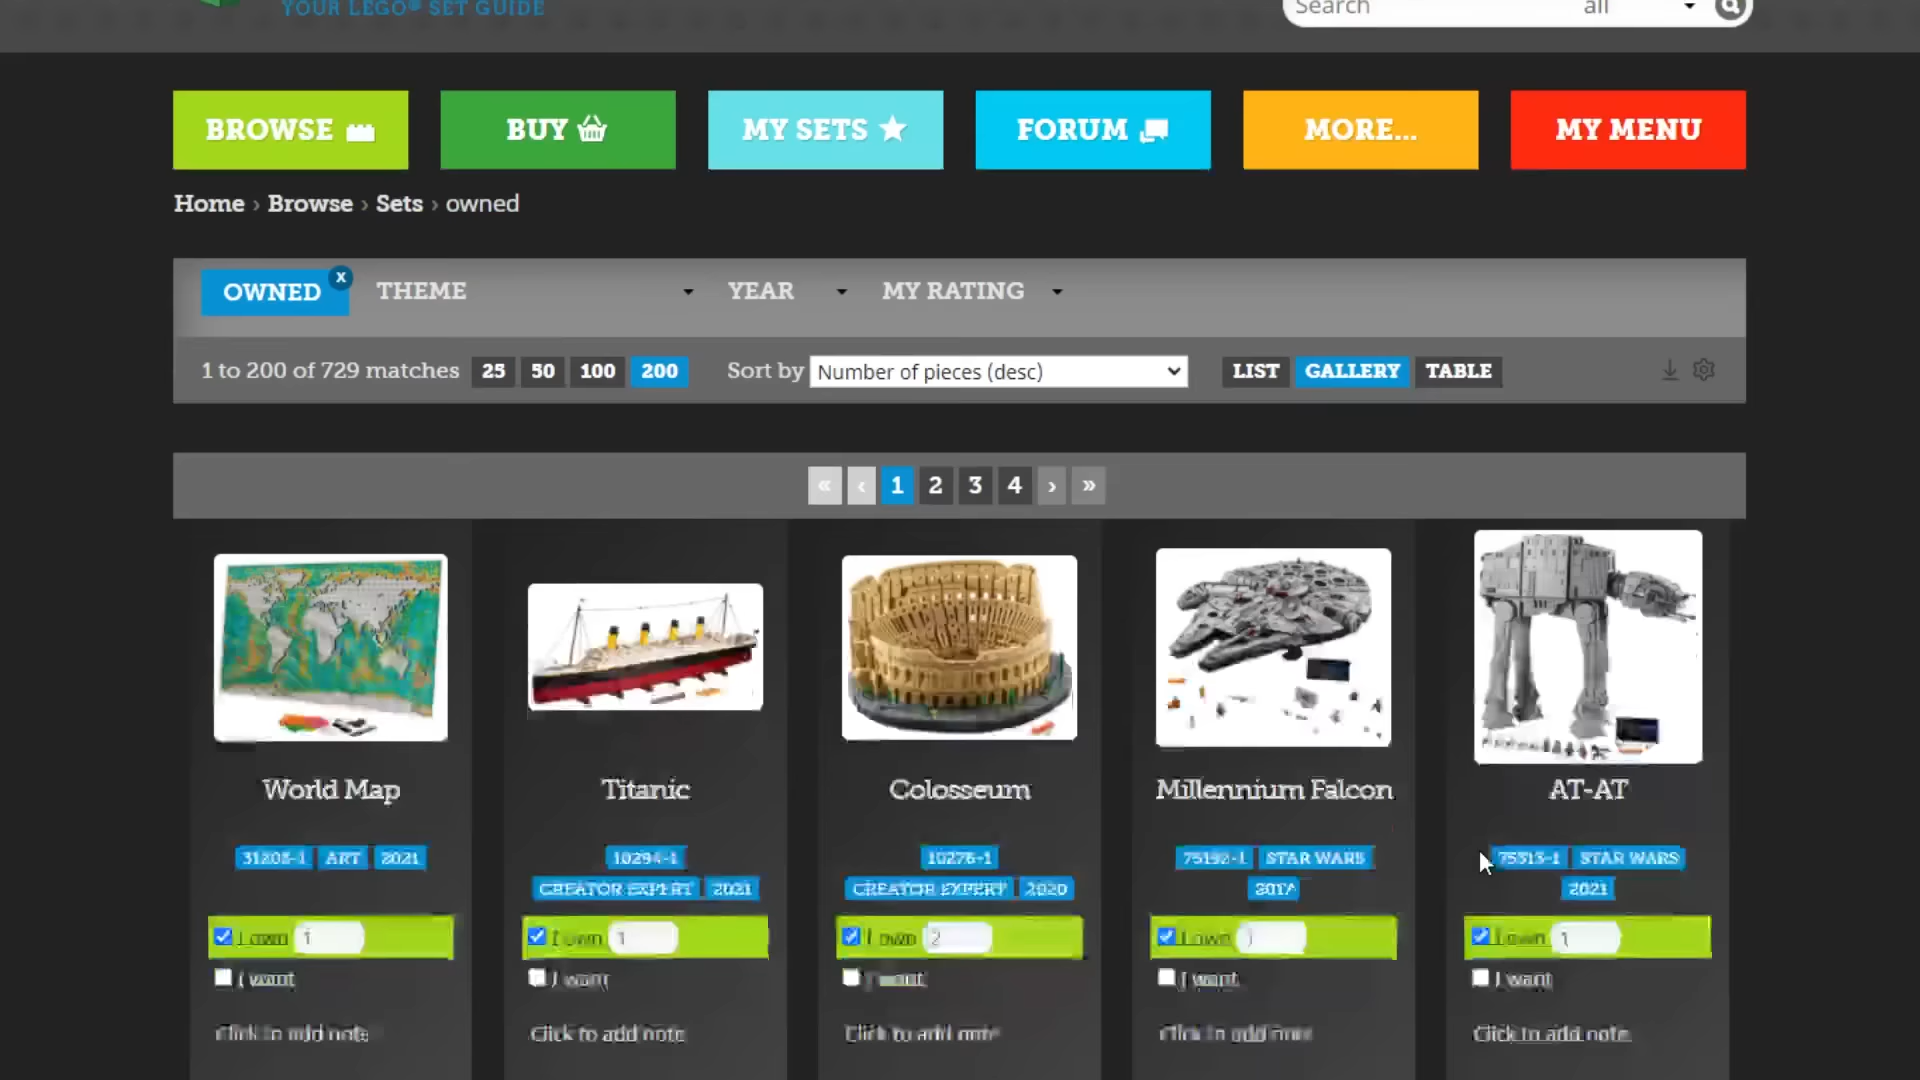 YOUR LEGO® SET GUIDE
Search all
BROWSE BUY MY SETS FORUM MORE... MY MENU
Home › Browse › Sets › owned
OWNED x THEME YEAR MY RATING
1 to 200 of 729 matches 25 50 100 200 Sort by Number of pieces (desc) LIST GALLERY TABLE
« ‹ 1 2 3 4 › »
World Map Titanic Colosseum Millennium Falcon AT-AT
ART 2021 10294-1 10276-1 75192-1 STAR WARS 75313-1 STAR WARS
CREATOR EXPERT 2021 CREATOR EXPERT 2020 2017 2021
I own 1 I own 1 I own 2 I own I own 1
I want I want I want I want I want
Click to add note Click to add note Click to add note Click to add note Click to add note